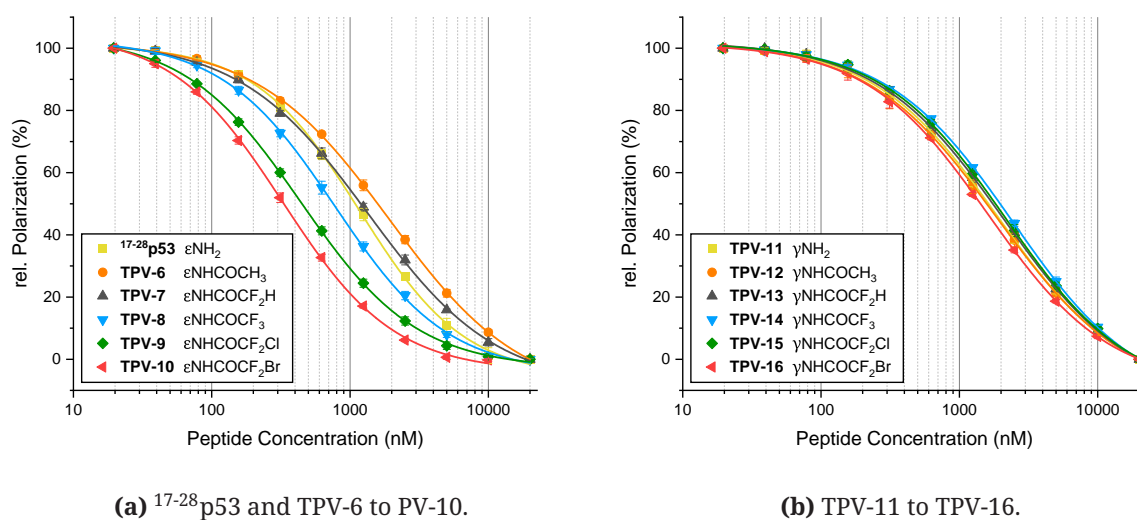 rel. Polarization (%)
100
80
60
40
20
0
17-28p53 εNH2
TPV-6 εNHCOCH3
TPV-7 εNHCOCF2H
TPV-8 εNHCOCF3
TPV-9 εNHCOCF2Cl
TPV-10 εNHCOCF2Br
10 100 1000 10000
Peptide Concentration (nM)
(a) 17-28p53 and TPV-6 to PV-10.
rel. Polarization (%)
100
80
60
40
20
0
TPV-11 γNH2
TPV-12 γNHCOCH3
TPV-13 γNHCOCF2H
TPV-14 γNHCOCF3
TPV-15 γNHCOCF2Cl
TPV-16 γNHCOCF2Br
10 100 1000 10000
Peptide Concentration (nM)
(b) TPV-11 to TPV-16.